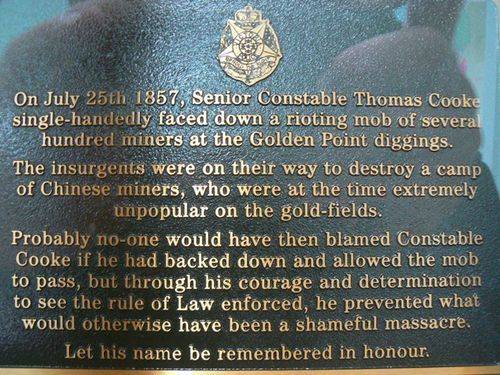 On July 25th 1857, Senior Constable Thomas Cooke
single-handedly faced down a rioting mob of several
hundred miners at the Golden Point diggings.
The insurgents were on their way to destroy a camp
of Chinese miners, who were at the time extremely
unpopular on the gold-fields.
Probably no-one would have then blamed Constable
Cooke if he had backed down and allowed the mob
to pass, but through his courage and determination
to see the rule of Law enforced, he prevented what
would otherwise have been a shameful massacre.
Let his name be remembered in honour.